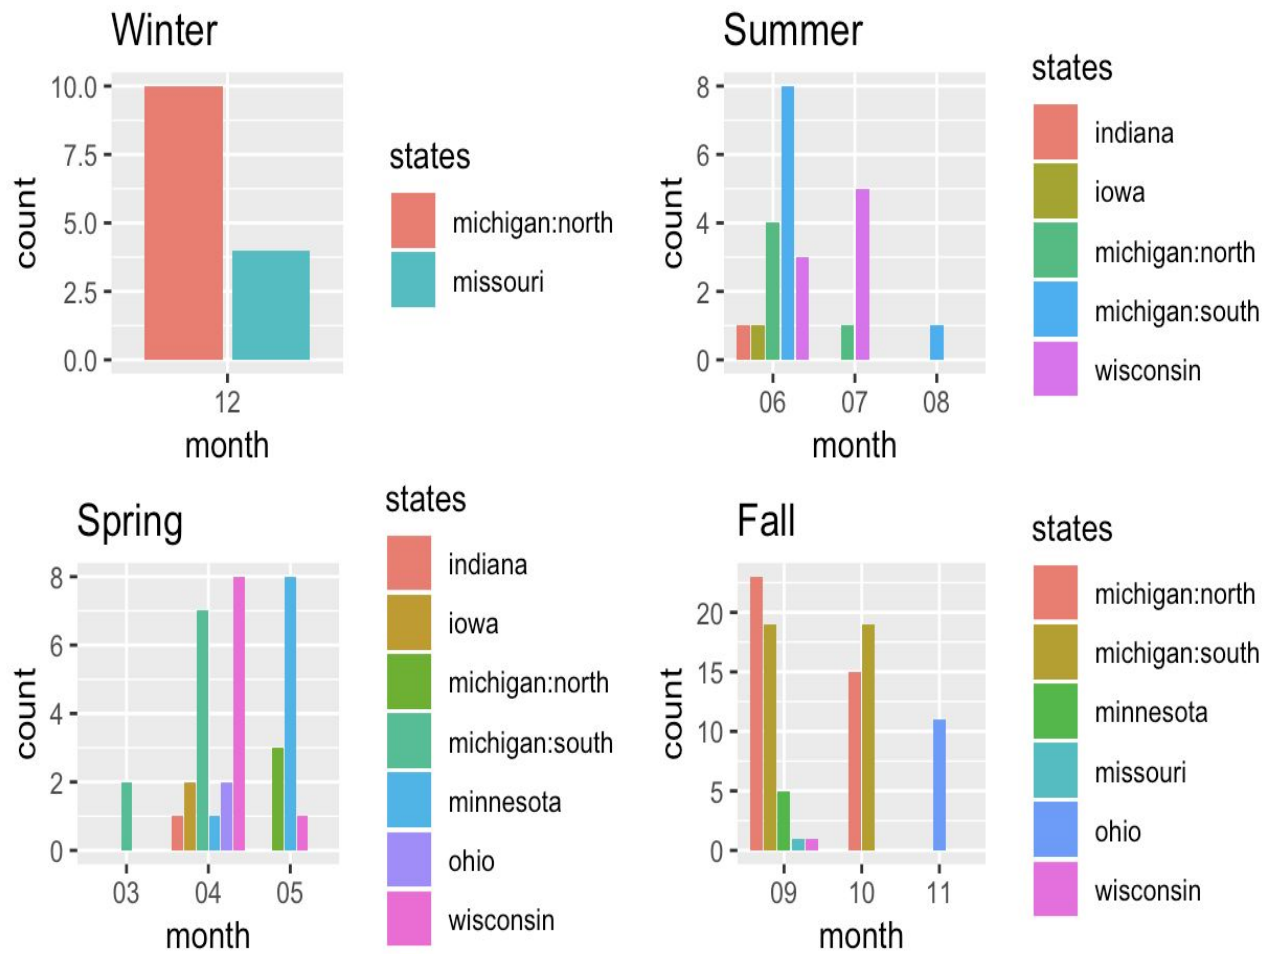 Winter
count
10.0
7.5
5.0
2.5
0.0
12
month
states
michigan:north
missouri
Summer
count
8
6
4
2
0
06 07 08
month
states
indiana
iowa
michigan:north
michigan:south
wisconsin
Spring
count
8
6
4
2
0
03 04 05
month
states
indiana
iowa
michigan:north
michigan:south
minnesota
ohio
wisconsin
Fall
count
20
15
10
5
0
09 10 11
month
states
michigan:north
michigan:south
minnesota
missouri
ohio
wisconsin